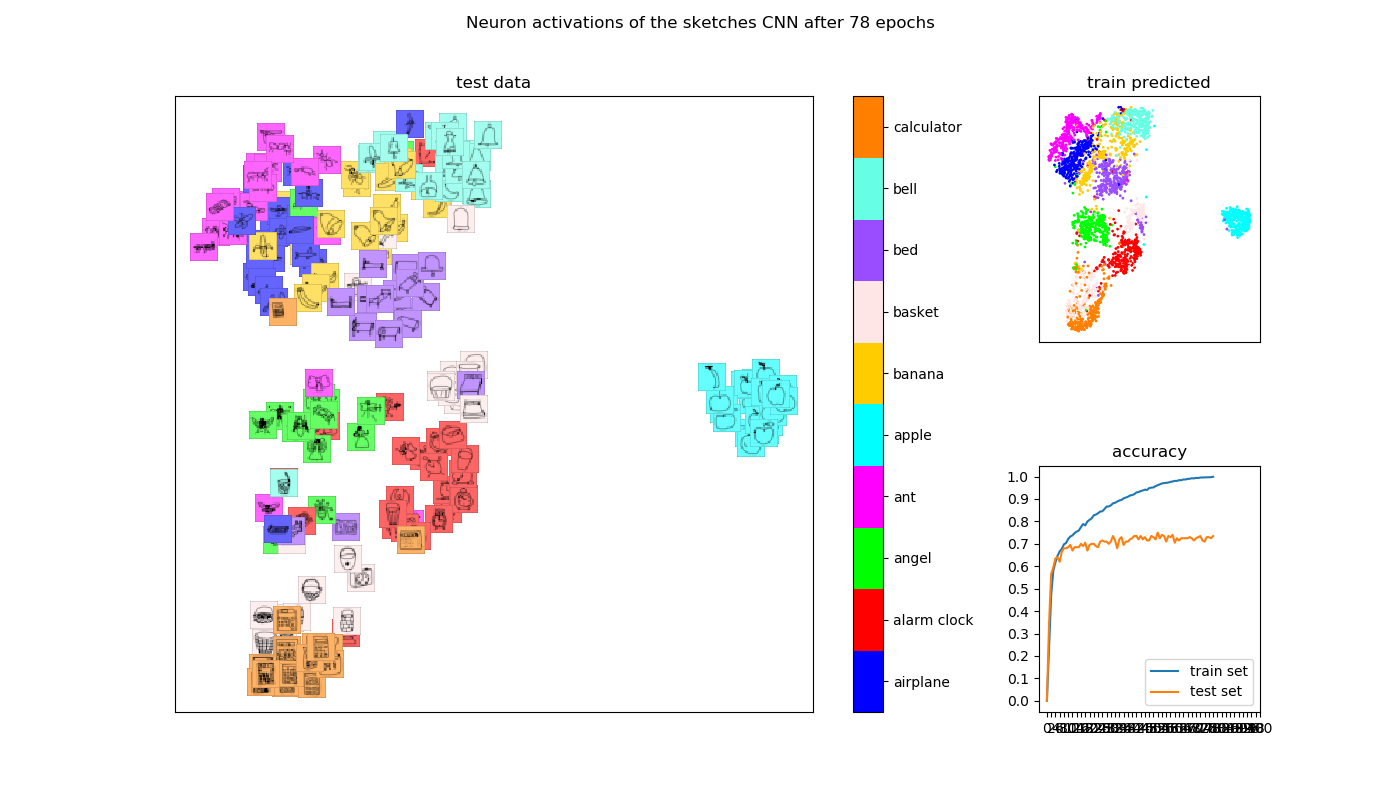 Neuron activations of the sketches CNN after 78 epochs
test data
calculator
bell
bed
basket
banana
apple
ant
angel
alarm clock
airplane
train predicted
accuracy
1.0
0.9
0.8
0.7
0.6
0.5
0.4
0.3
0.2
0.1
0.0
train set
test set